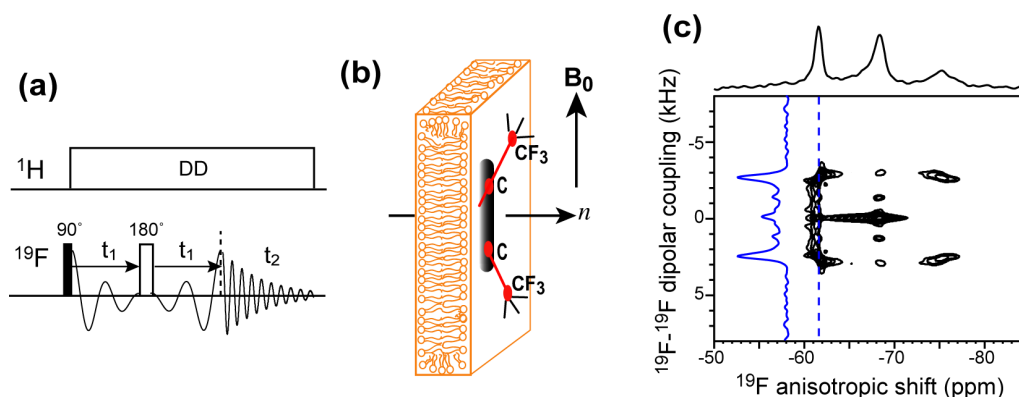 (a)
¹H
DD
90°
180°
¹⁹F
t₁
t₁
t₂
(b)
B₀
CF₃
C
n
C
CF₃
(c)
¹⁹F-¹⁹F dipolar coupling (kHz)
-5
0
5
-50
-60
-70
-80
¹⁹F anisotropic shift (ppm)